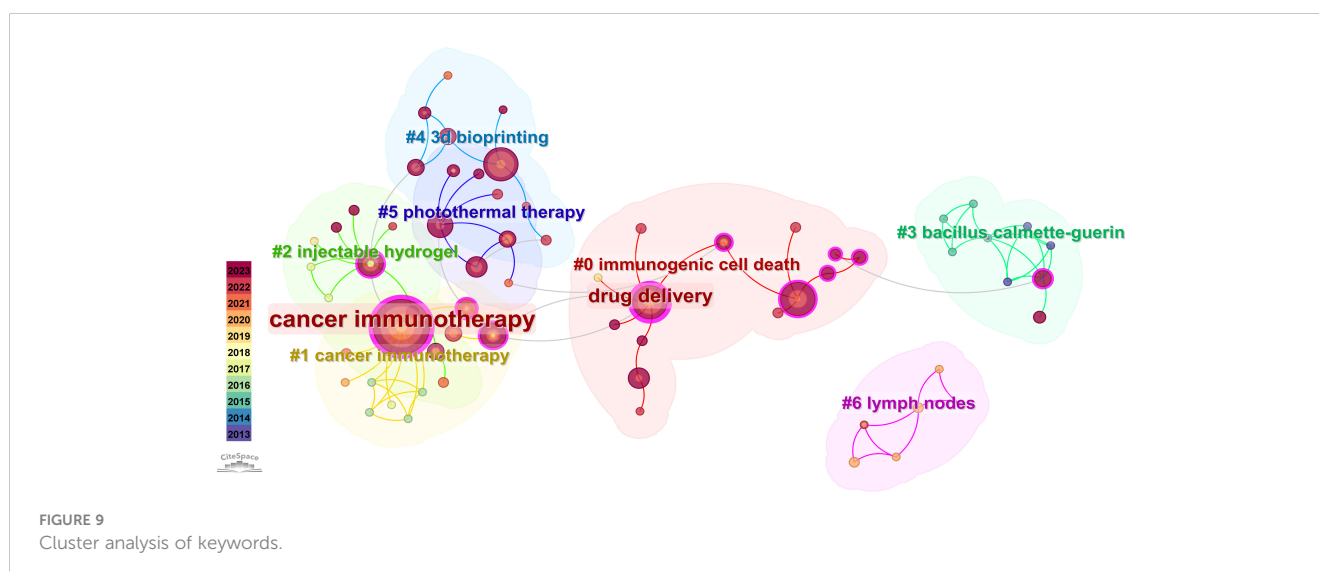 #4 3d bioprinting
#5 photothermal therapy
#2 injectable hydrogel
#3 bacillus calmette-guerin
#0 immunogenic cell death
drug delivery
cancer immunotherapy
#1 cancer immunotherapy
#6 lymph nodes
2023
2022
2021
2020
2019
2018
2017
2016
2015
2014
2013
CiteSpace
FIGURE 9
Cluster analysis of keywords.